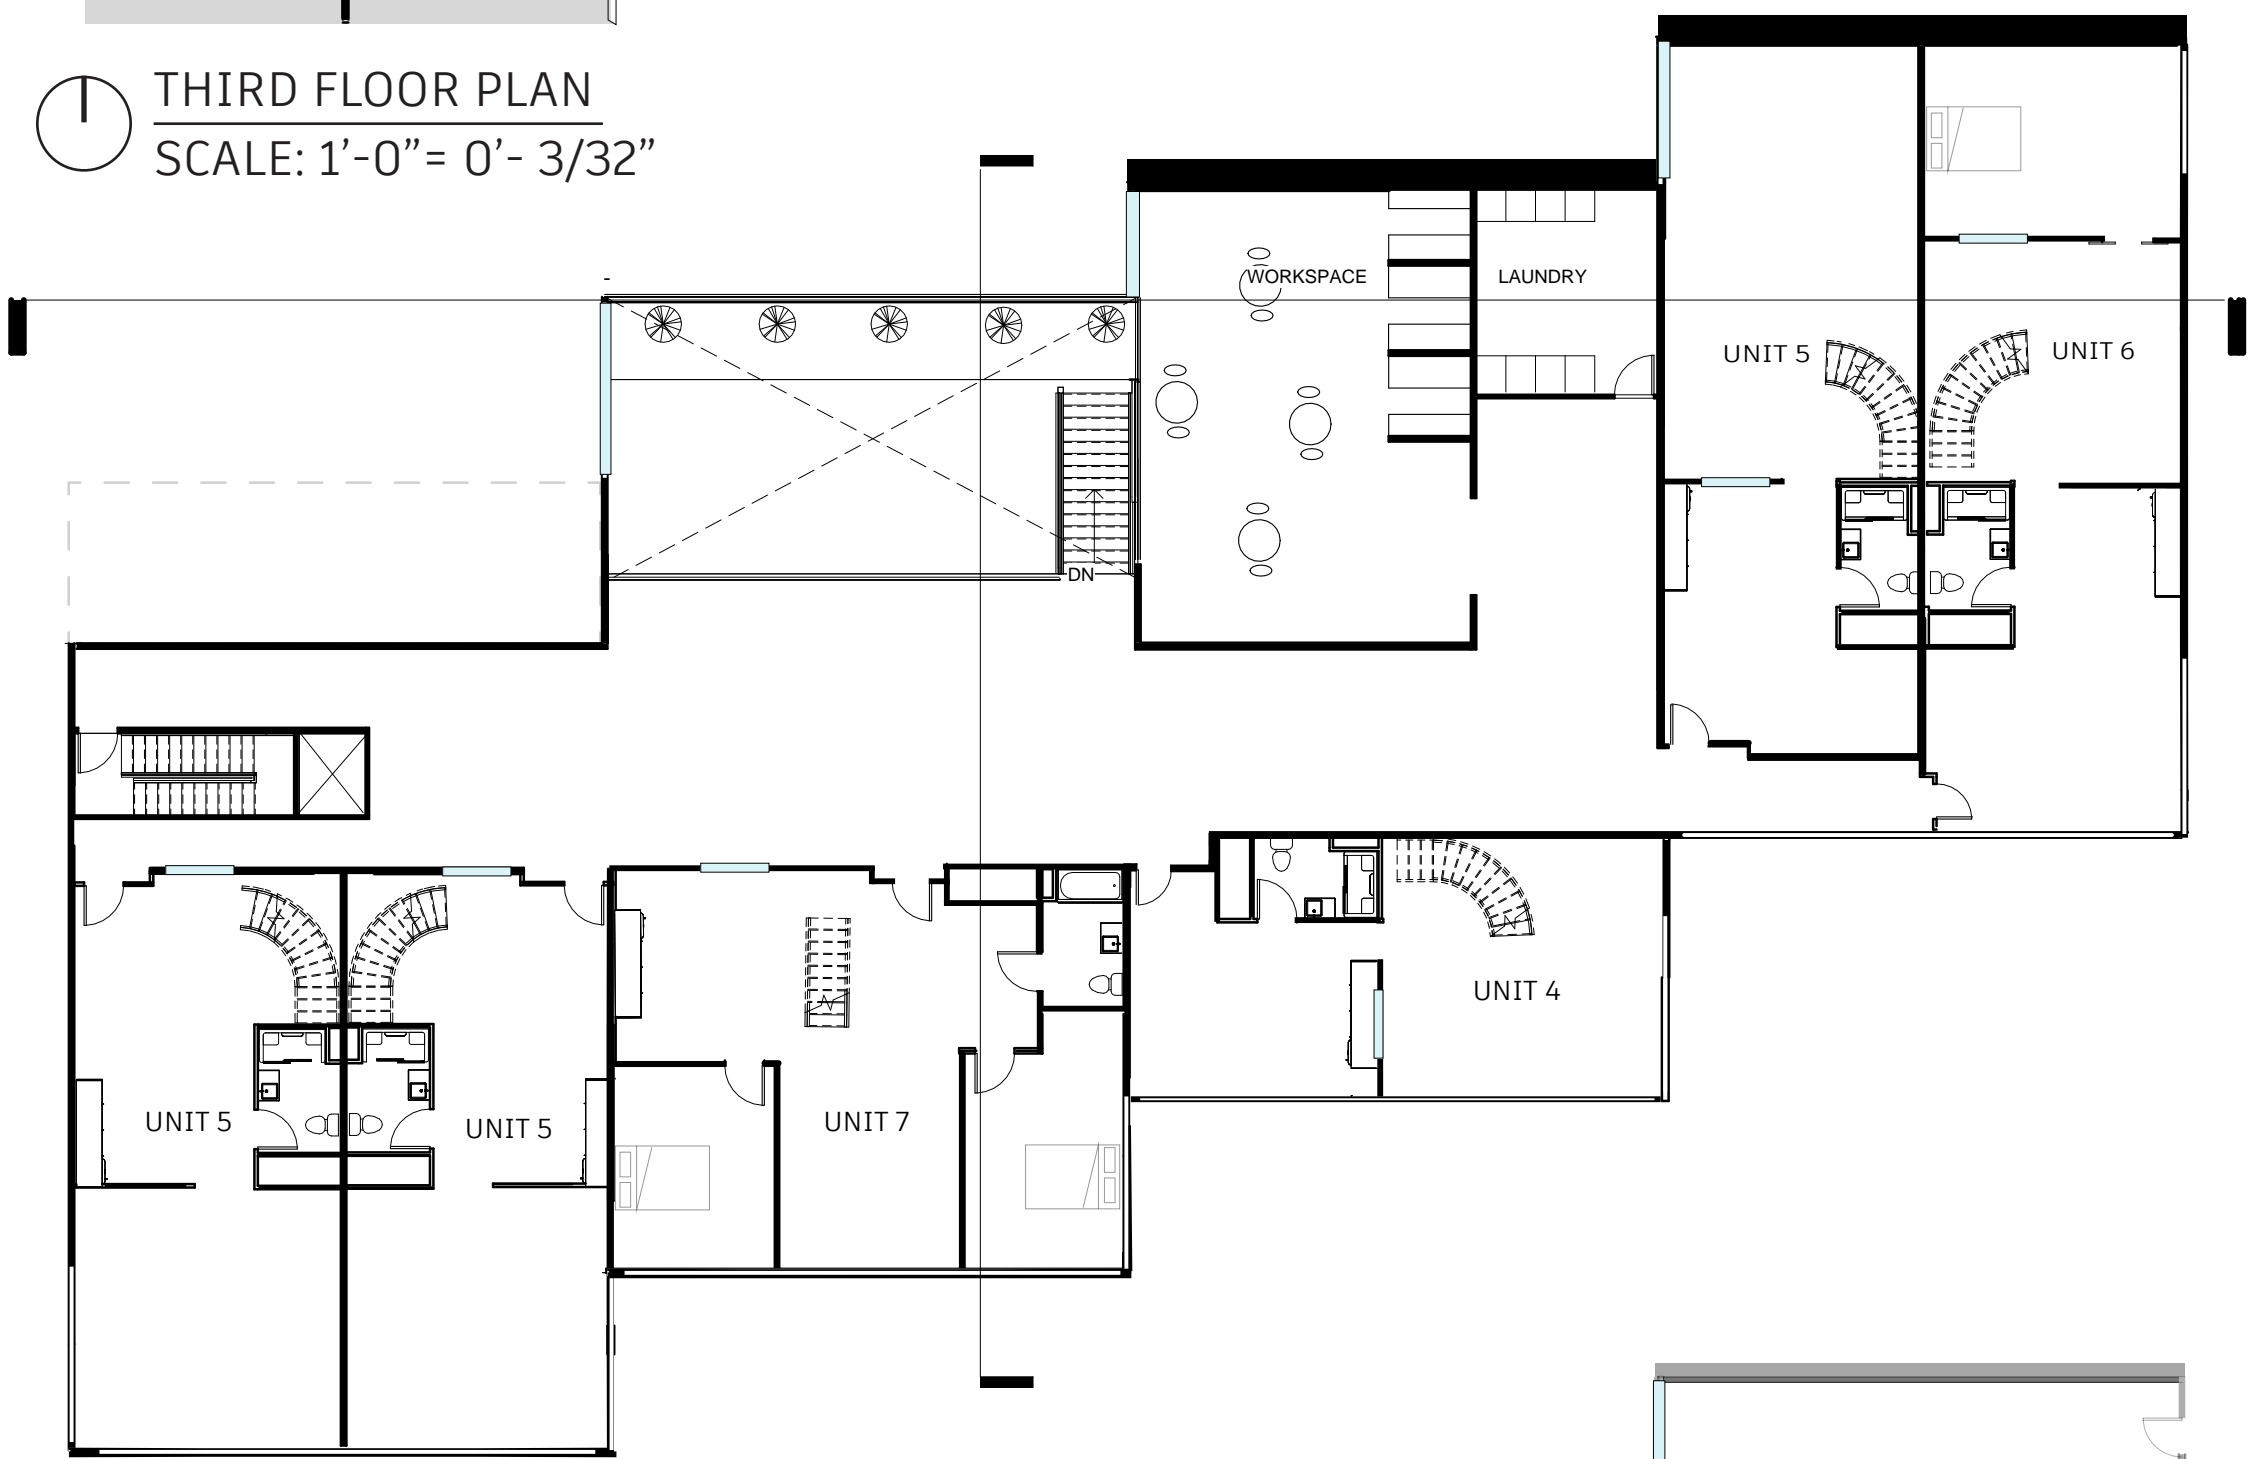 THIRD FLOOR PLAN
SCALE: 1’-0”= 0’- 3/32”
WORKSPACE
LAUNDRY
UNIT 5
UNIT 6
DN
UNIT 4
UNIT 5
UNIT 5
UNIT 7